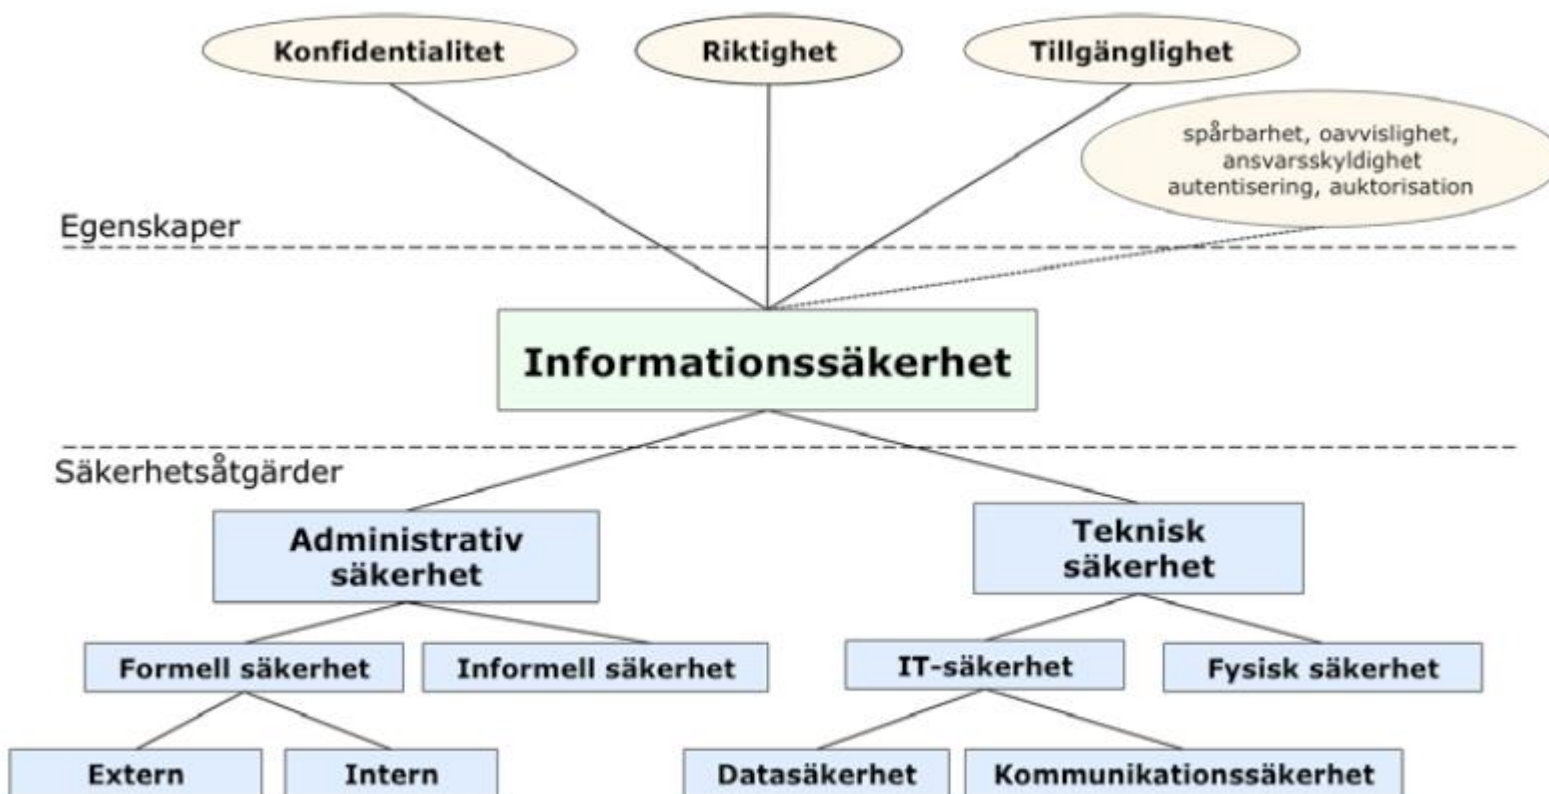 Konfidentialitet
Riktighet
Tillgänglighet
spårbarhet, oavvislighet,
ansvarsskyldighet
autentisering, auktorisation
Egenskaper
Informationssäkerhet
Säkerhetsåtgärder
Administrativ
säkerhet
Teknisk
säkerhet
Formell säkerhet
Informell säkerhet
IT-säkerhet
Fysisk säkerhet
Extern
Intern
Datasäkerhet
Kommunikationssäkerhet